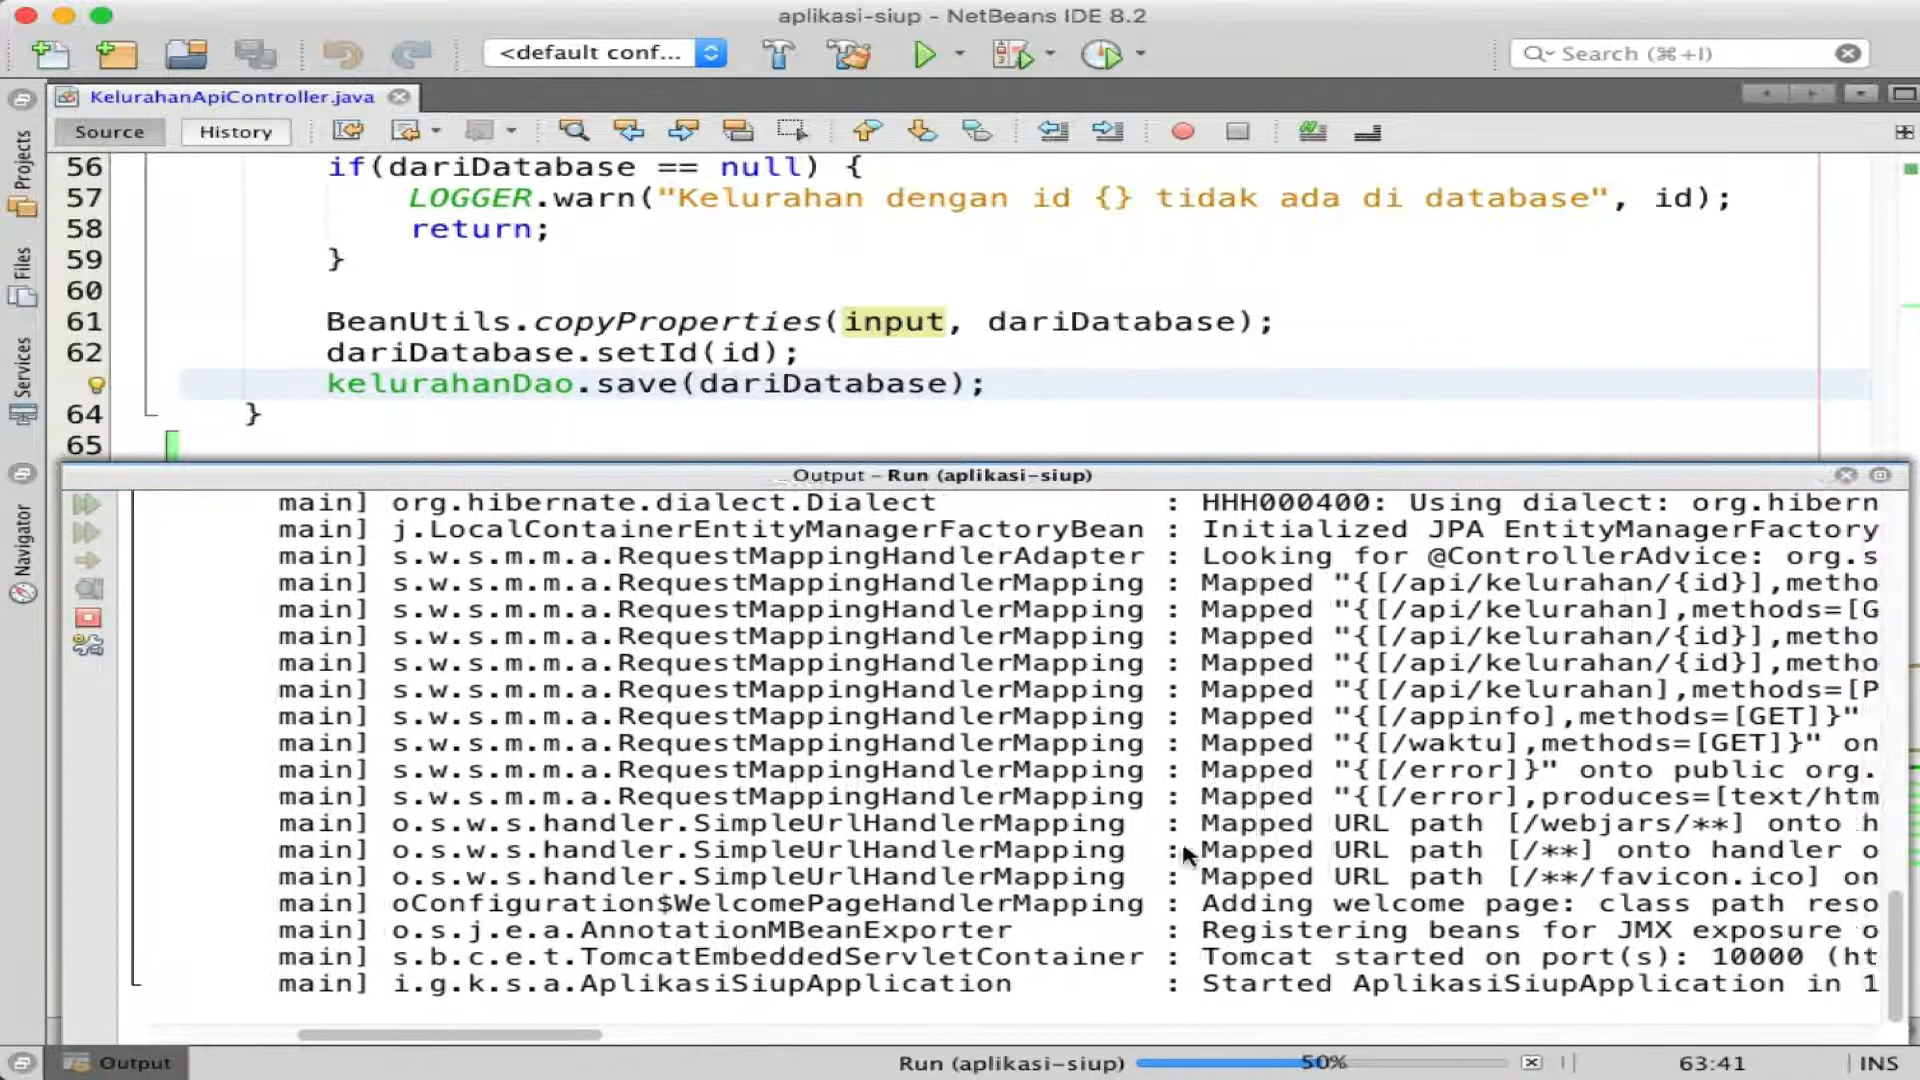 aplikasi-siup - NetBeans IDE 8.2
<default conf...
Search (⌘+I)
KelurahanApiController.java
Source
History
Projects
Files
Services
Navigator
56 if(dariDatabase == null) {
57 LOGGER.warn("Kelurahan dengan id {} tidak ada di database", id);
58 return;
59 }
60
61 BeanUtils.copyProperties(input, dariDatabase);
62 dariDatabase.setId(id);
kelurahanDao.save(dariDatabase);
64 }
65
Output - Run (aplikasi-siup)
main] org.hibernate.dialect.Dialect : HHH000400: Using dialect: org.hibern
main] j.LocalContainerEntityManagerFactoryBean : Initialized JPA EntityManagerFactory
main] s.w.s.m.m.a.RequestMappingHandlerAdapter : Looking for @ControllerAdvice: org.s
main] s.w.s.m.m.a.RequestMappingHandlerMapping : Mapped "{[/api/kelurahan/{id}],metho
main] s.w.s.m.m.a.RequestMappingHandlerMapping : Mapped "{[/api/kelurahan],methods=[G
main] s.w.s.m.m.a.RequestMappingHandlerMapping : Mapped "{[/api/kelurahan/{id}],metho
main] s.w.s.m.m.a.RequestMappingHandlerMapping : Mapped "{[/api/kelurahan/{id}],metho
main] s.w.s.m.m.a.RequestMappingHandlerMapping : Mapped "{[/api/kelurahan],methods=[P
main] s.w.s.m.m.a.RequestMappingHandlerMapping : Mapped "{[/appinfo],methods=[GET]}"
main] s.w.s.m.m.a.RequestMappingHandlerMapping : Mapped "{[/waktu],methods=[GET]}" on
main] s.w.s.m.m.a.RequestMappingHandlerMapping : Mapped "{[/error]}" onto public org.
main] s.w.s.m.m.a.RequestMappingHandlerMapping : Mapped "{[/error],produces=[text/htm
main] o.s.w.s.handler.SimpleUrlHandlerMapping : Mapped URL path [/webjars/**] onto h
main] o.s.w.s.handler.SimpleUrlHandlerMapping : Mapped URL path [/**] onto handler o
main] o.s.w.s.handler.SimpleUrlHandlerMapping : Mapped URL path [/**/favicon.ico] on
main] oConfiguration$WelcomePageHandlerMapping : Adding welcome page: class path reso
main] o.s.j.e.a.AnnotationMBeanExporter : Registering beans for JMX exposure o
main] s.b.c.e.t.TomcatEmbeddedServletContainer : Tomcat started on port(s): 10000 (ht
main] i.g.k.s.a.AplikasiSiupApplication : Started AplikasiSiupApplication in 1
Output
Run (aplikasi-siup)
50%
63:41
INS